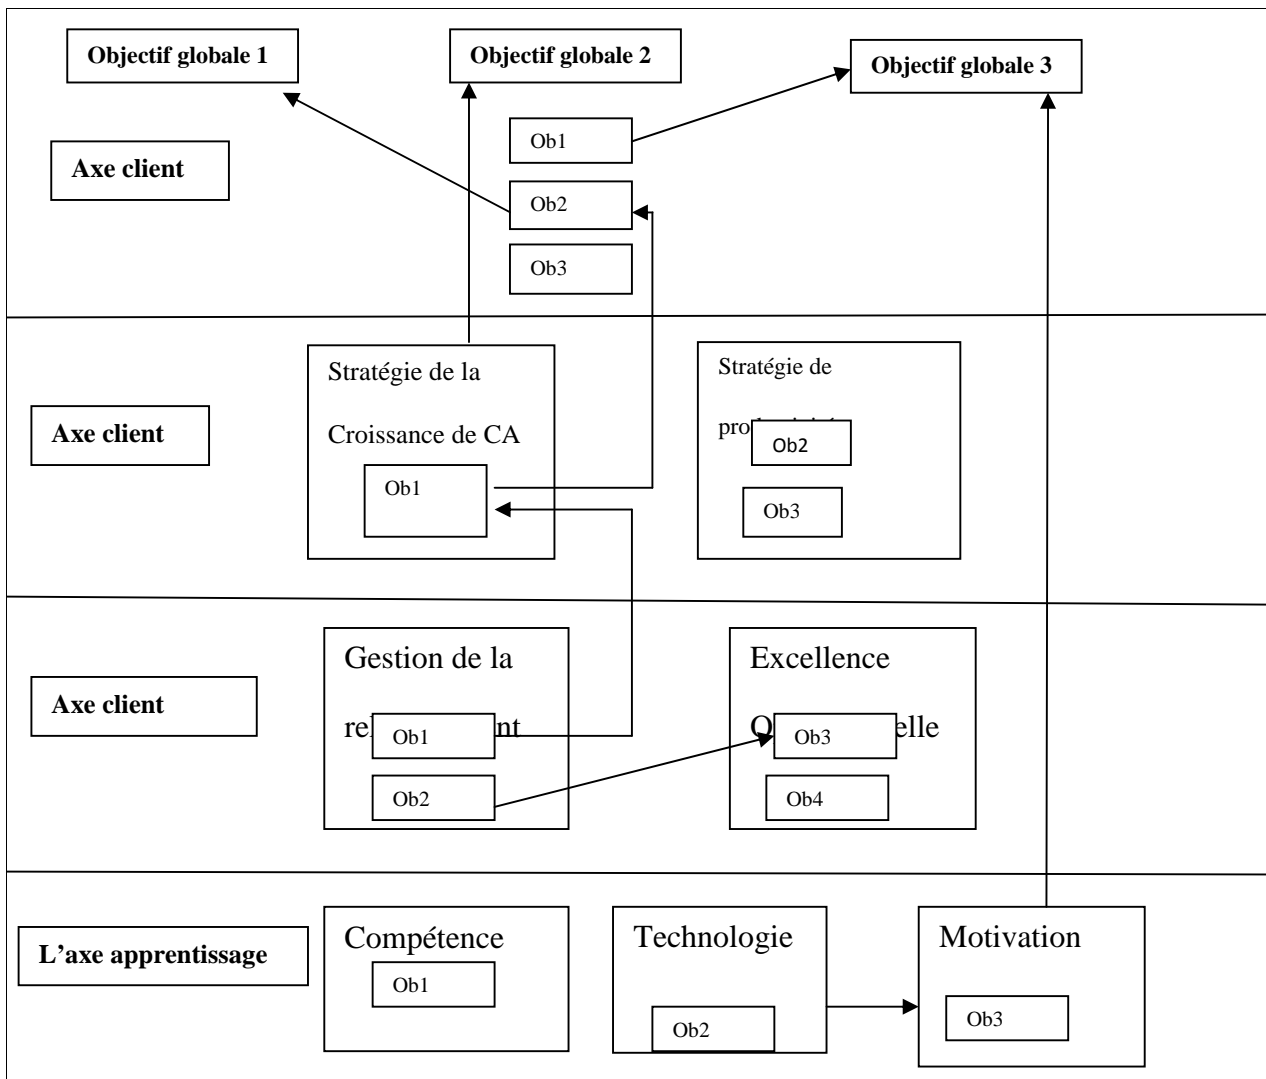 Objectif globale 1
Objectif globale 2
Objectif globale 3
Ob1
Axe client
Ob2
Ob3
Stratégie de la
Croissance de CA
Ob1
Stratégie de
Ob2
Ob3
Axe client
Gestion de la
Ob1
Ob2
Excellence
Ob3
Ob4
Axe client
L'axe apprentissage
Compétence
Ob1
Technologie
Ob2
Motivation
Ob3